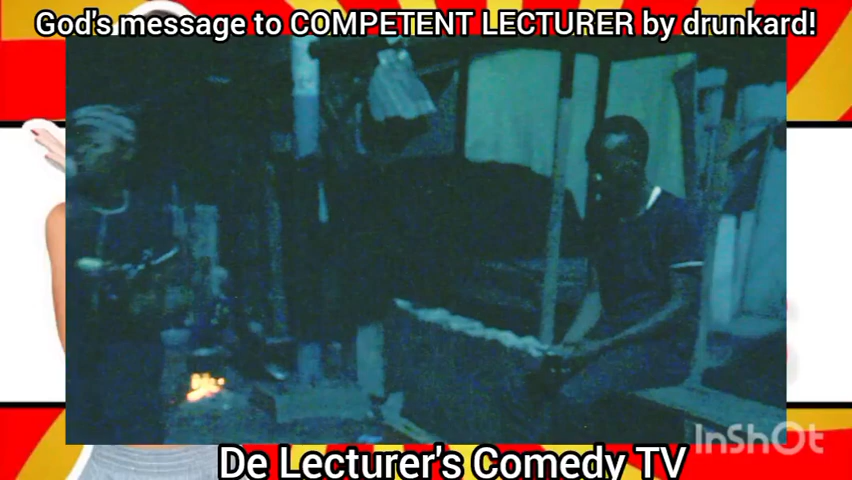 God's message to COMPETENT LECTURER by drunkard!
De Lecturer's Comedy TV
InShOt